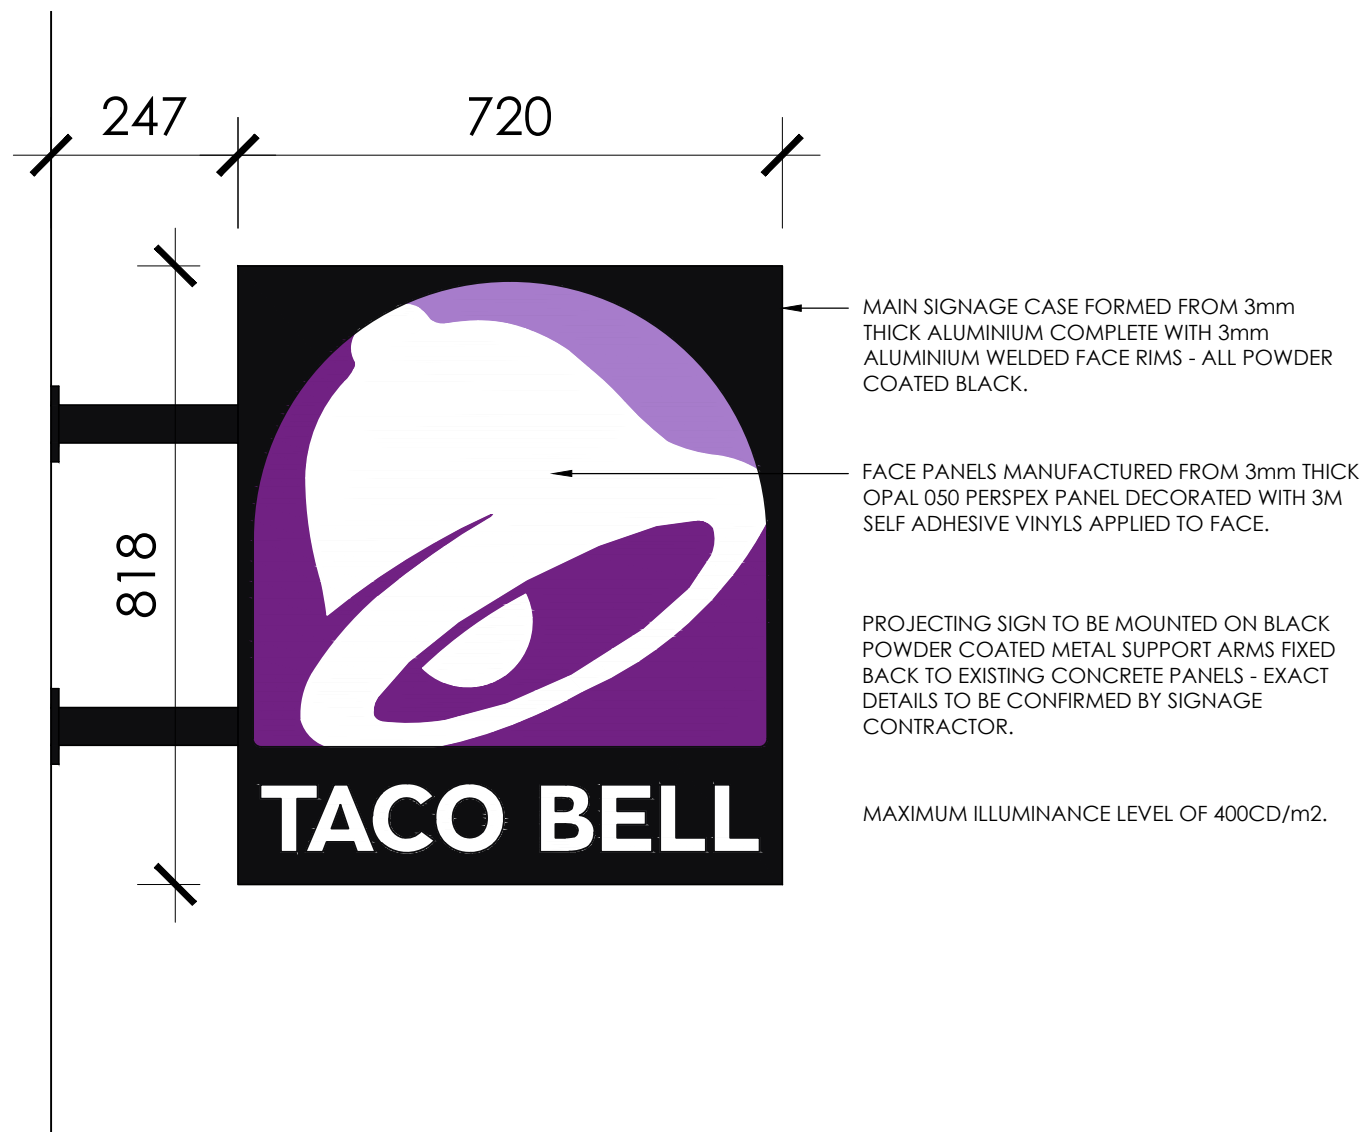 247
720
818
MAIN SIGNAGE CASE FORMED FROM 3mm
THICK ALUMINIUM COMPLETE WITH 3mm
ALUMINIUM WELDED FACE RIMS - ALL POWDER
COATED BLACK.
FACE PANELS MANUFACTURED FROM 3mm THICK
OPAL 050 PERSPEX PANEL DECORATED WITH 3M
SELF ADHESIVE VINYLS APPLIED TO FACE.
PROJECTING SIGN TO BE MOUNTED ON BLACK
POWDER COATED METAL SUPPORT ARMS FIXED
BACK TO EXISTING CONCRETE PANELS - EXACT
DETAILS TO BE CONFIRMED BY SIGNAGE
CONTRACTOR.
MAXIMUM ILLUMINANCE LEVEL OF 400CD/m2.
TACO BELL